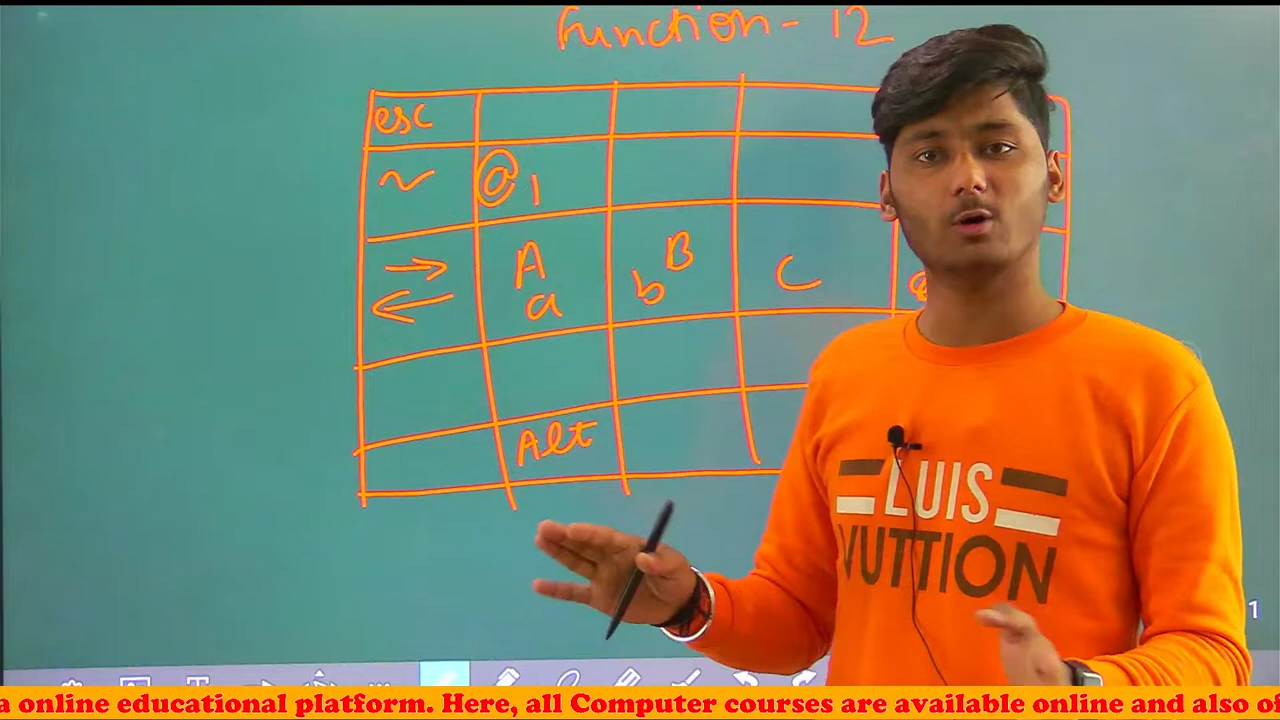 Function - 12
esc
~ @ 1
A B C
a b
Alt
LUIS
VUTTION
1
a online educational platform. Here, all Computer courses are available online and also of